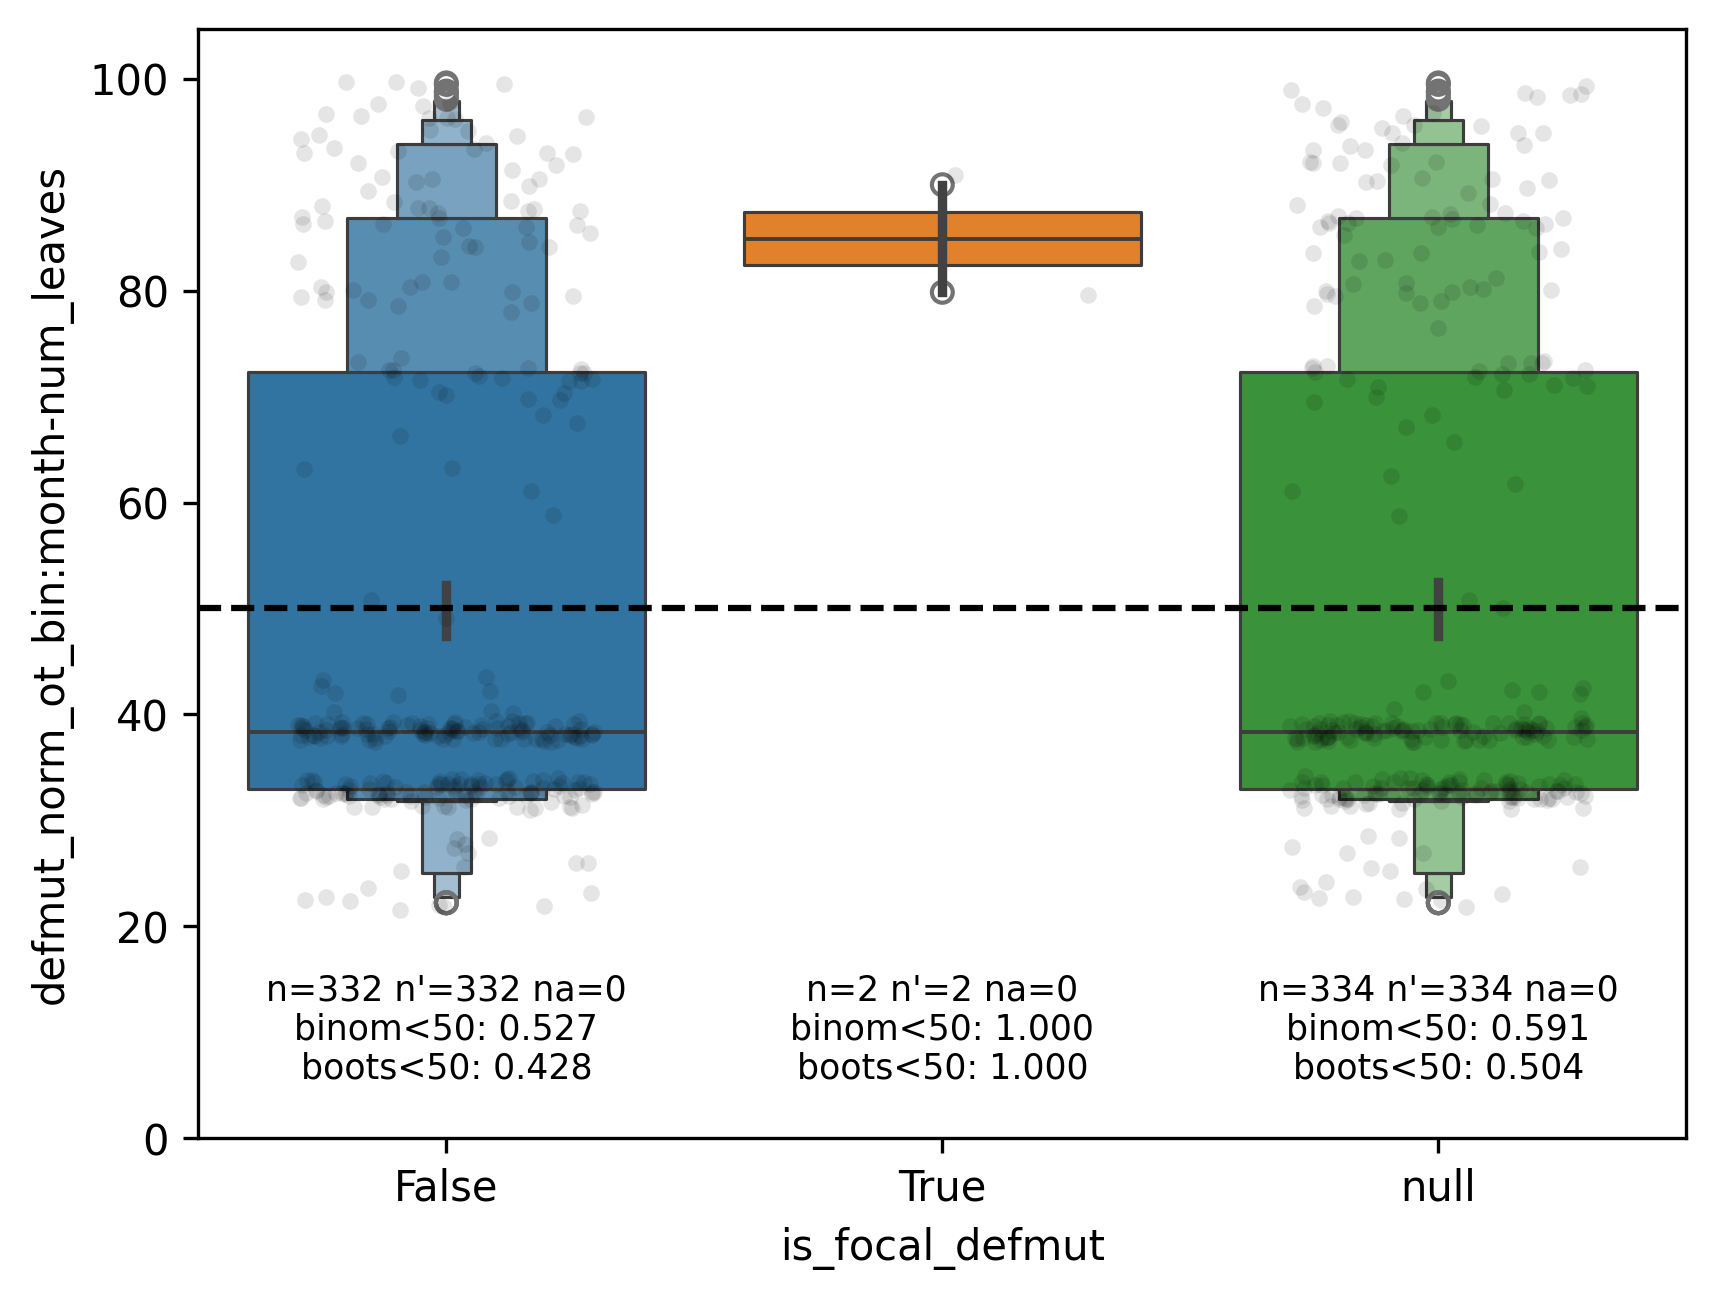 defmut_norm_ot_bin:month-num_leaves
100
80
60
40
20
0
n=332 n'=332 na=0
binom<50: 0.527
boots<50: 0.428
n=2 n'=2 na=0
binom<50: 1.000
boots<50: 1.000
n=334 n'=334 na=0
binom<50: 0.591
boots<50: 0.504
False
True
null
is_focal_defmut